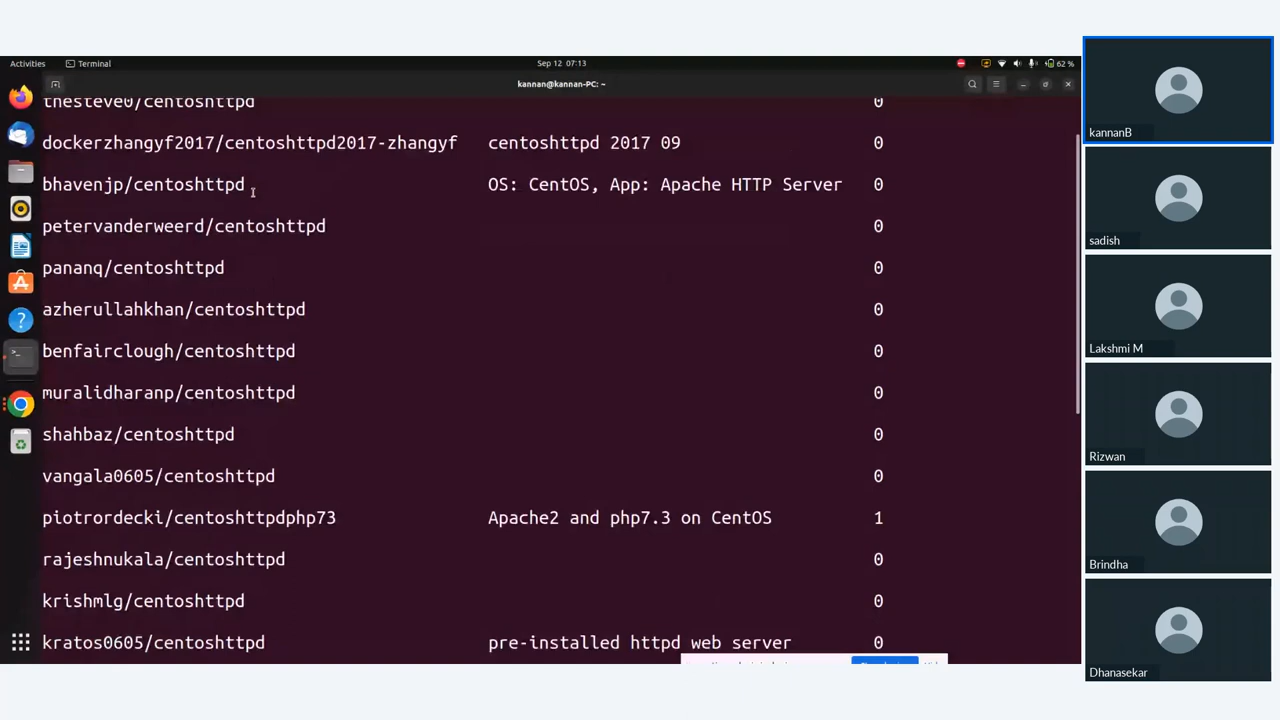 Activities Terminal Sep 12 07:13 62 %
kannan@kannan-PC: ~
thesteve0/centoshttpd 0
dockerzhangyf2017/centoshttpd2017-zhangyf centoshttpd 2017 09 0
bhavenjp/centoshttpd OS: CentOS, App: Apache HTTP Server 0
petervanderweerd/centoshttpd 0
pananq/centoshttpd 0
azherullahkhan/centoshttpd 0
benfairclough/centoshttpd 0
muralidharanp/centoshttpd 0
shahbaz/centoshttpd 0
vangala0605/centoshttpd 0
piotrordecki/centoshttpdphp73 Apache2 and php7.3 on CentOS 1
rajeshnukala/centoshttpd 0
krishmlg/centoshttpd 0
kratos0605/centoshttpd pre-installed httpd web server 0
kannanB
sadish
Lakshmi M
Rizwan
Brindha
Dhanasekar